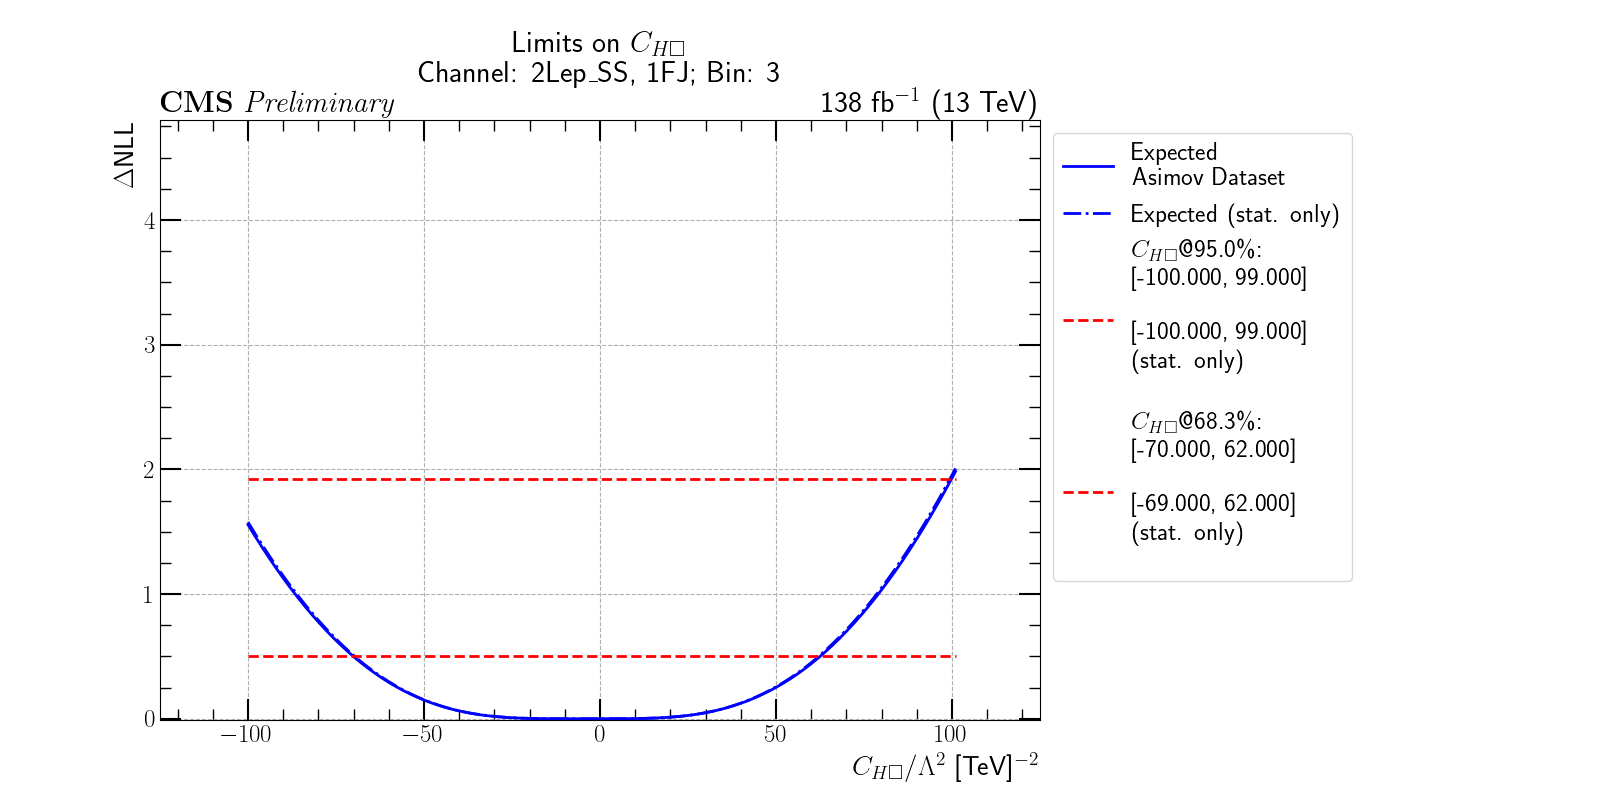 Limits on C_{H□}
Channel: 2Lep_SS, 1FJ; Bin: 3
CMS Preliminary
138 fb⁻¹ (13 TeV)
ΔNLL
4
3
2
1
0
−100
−50
0
50
100
C_{H□}/Λ² [TeV]⁻²
Expected
Asimov Dataset
Expected (stat. only)
C_{H□}@95.0%:
[-100.000, 99.000]
[-100.000, 99.000]
(stat. only)
C_{H□}@68.3%:
[-70.000, 62.000]
[-69.000, 62.000]
(stat. only)